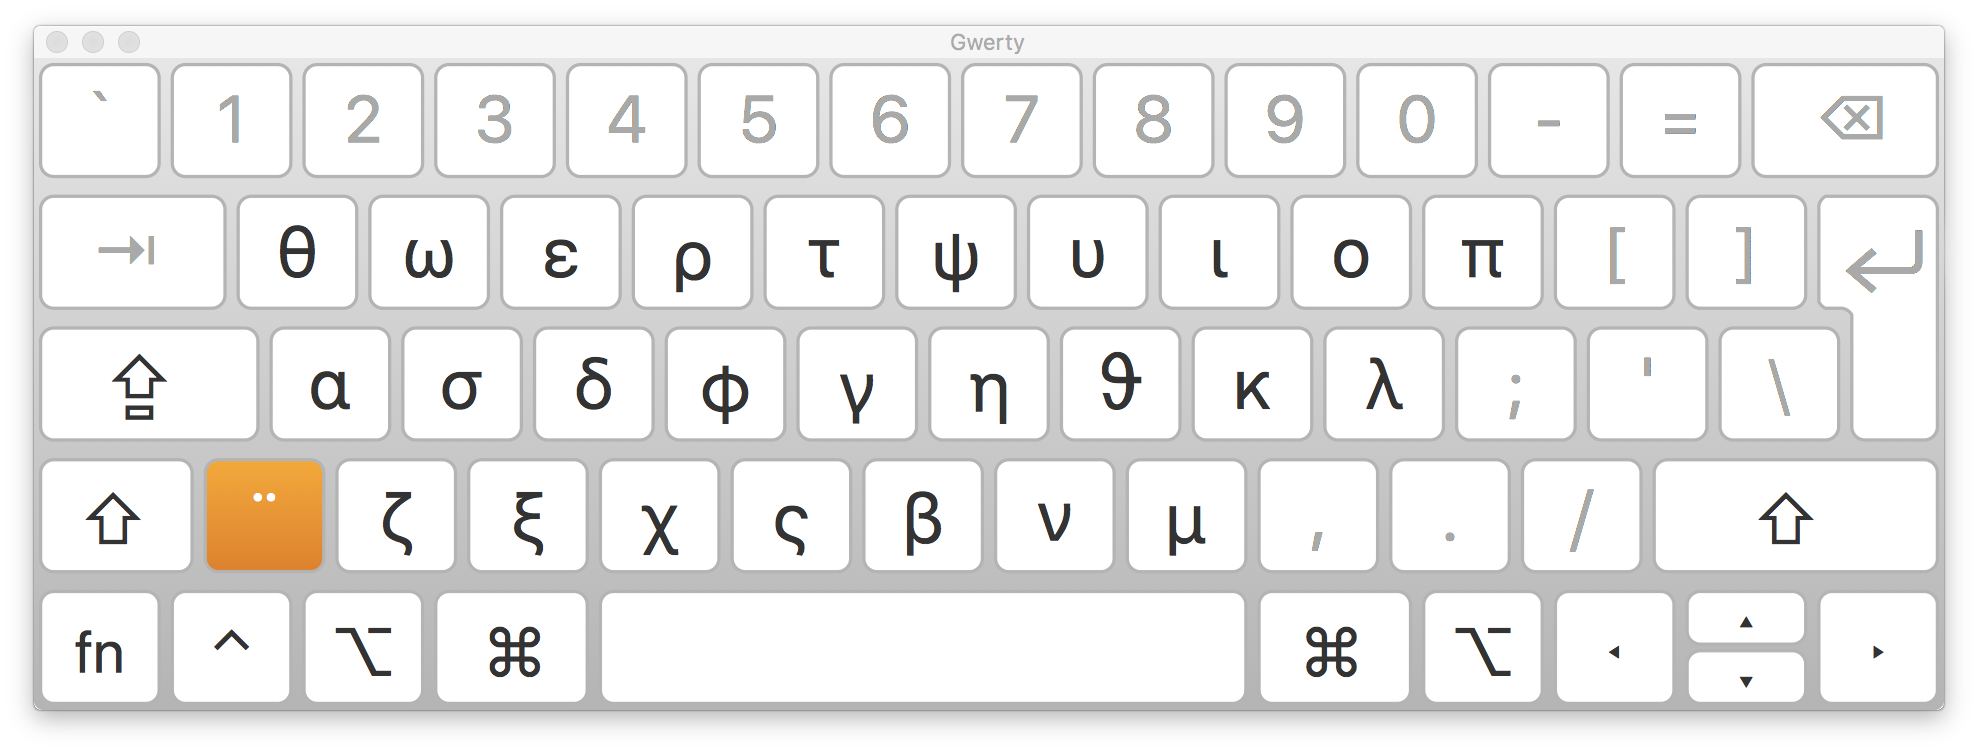 Gwerty
` 1 2 3 4 5 6 7 8 9 0 - =
θ ω ε ρ τ ψ υ ι ο π [ ]
α σ δ φ γ η ϑ κ λ ; ' \
¨ ζ ξ χ ς β ν μ , . /
fn ^ ⌥ ⌘ ⌘ ⌥